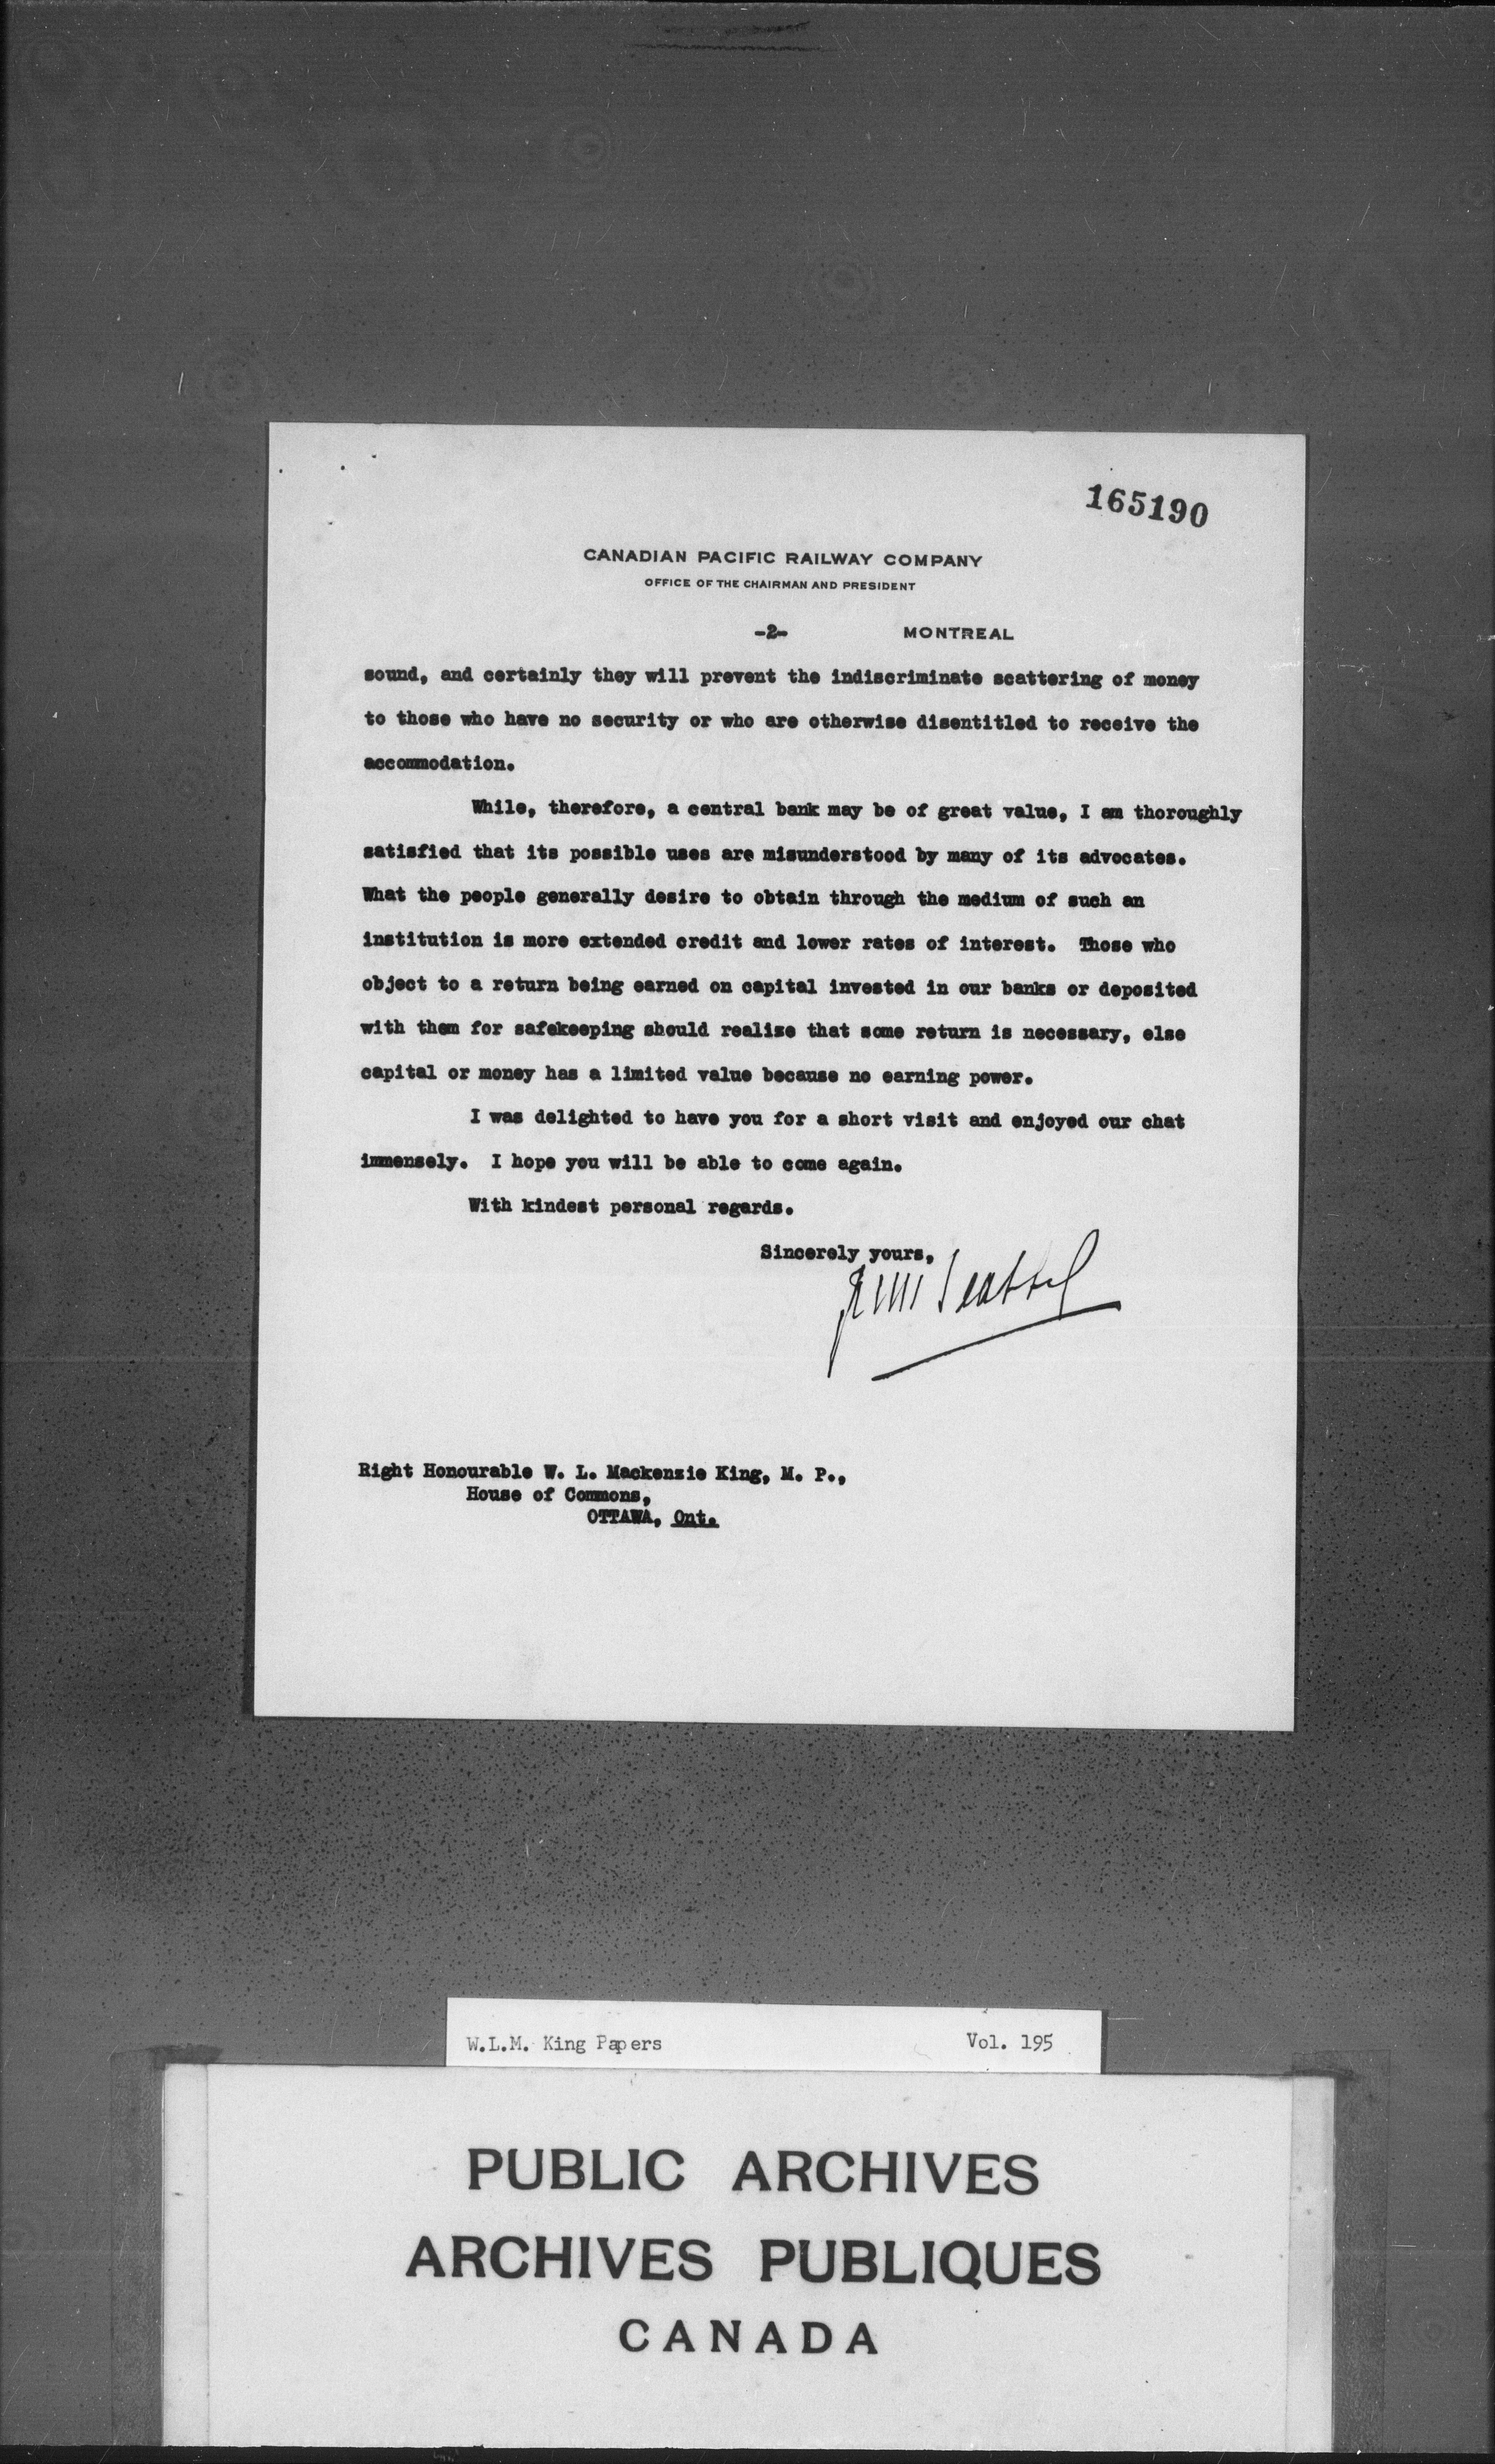 165190
CANADIAN PACIFIC RAILWAY COMPANY
OFFICE OF THE CHAIRMAN AND PRESIDENT
-2- MONTREAL
sound, and certainly they will prevent the indiscriminate scattering of money
to those who have no security or who are otherwise disentitled to receive the
accommodation.
While, therefore, a central bank may be of great value, I am thoroughly
satisfied that its possible uses are misunderstood by many of its advocates.
What the people generally desire to obtain through the medium of such an
institution is more extended credit and lower rates of interest. Those who
object to a return being earned on capital invested in our banks or deposited
with them for safekeeping should realize that some return is necessary, else
capital or money has a limited value because no earning power.
I was delighted to have you for a short visit and enjoyed our chat
immensely. I hope you will be able to come again.
With kindest personal regards.
Sincerely yours,
Right Honourable W. L. Mackenzie King, M. P.,
House of Commons,
OTTAWA, Ont.
W.L.M. King Papers Vol. 195
PUBLIC ARCHIVES
ARCHIVES PUBLIQUES
CANADA